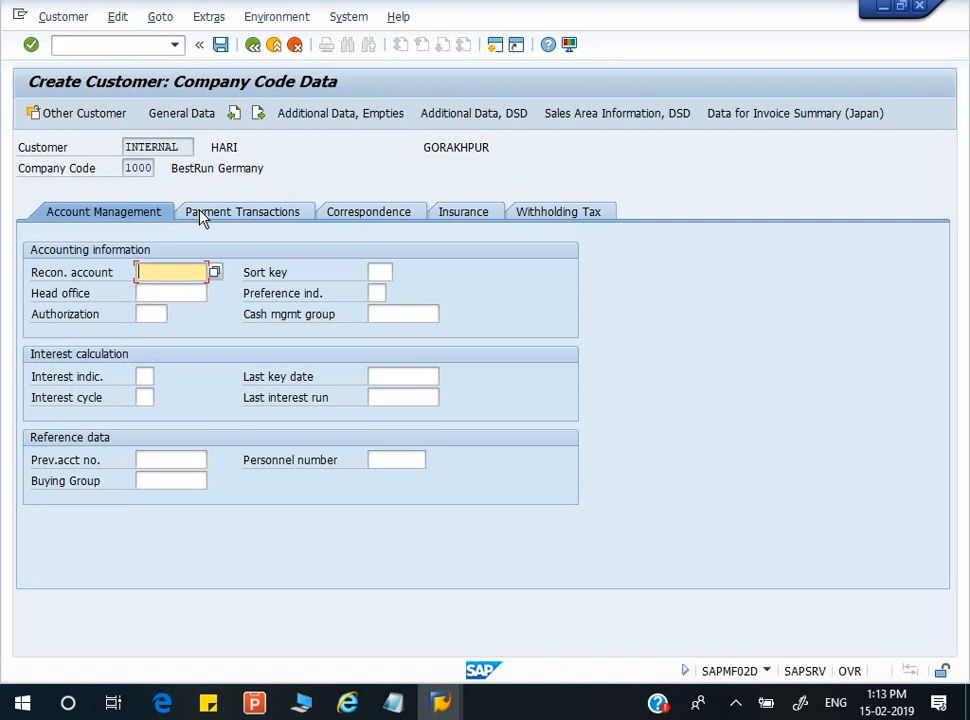 Customer Edit Goto Extras Environment System Help
Create Customer: Company Code Data
Other Customer General Data Additional Data, Empties Additional Data, DSD Sales Area Information, DSD Data for Invoice Summary (Japan)
Customer INTERNAL HARI GORAKHPUR
Company Code 1000 BestRun Germany
Account Management Payment Transactions Correspondence Insurance Withholding Tax
Accounting information
Recon. account Sort key
Head office Preference ind.
Authorization Cash mgmt group
Interest calculation
Interest indic. Last key date
Interest cycle Last interest run
Reference data
Prev.acct no. Personnel number
Buying Group
SAP SAPMF02D SAPSRV OVR
ENG 1:13 PM
15-02-2019